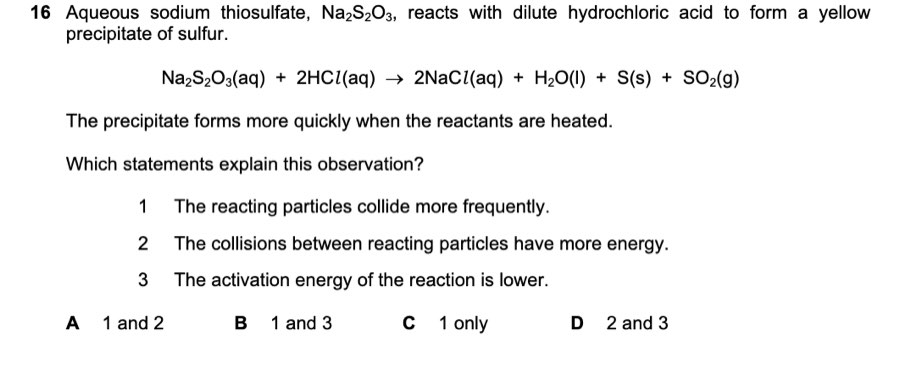 16 Aqueous sodium thiosulfate, Na₂S₂O₃, reacts with dilute hydrochloric acid to form a yellow
precipitate of sulfur.
Na₂S₂O₃(aq) + 2HCl(aq) → 2NaCl(aq) + H₂O(l) + S(s) + SO₂(g)
The precipitate forms more quickly when the reactants are heated.
Which statements explain this observation?
1 The reacting particles collide more frequently.
2 The collisions between reacting particles have more energy.
3 The activation energy of the reaction is lower.
A 1 and 2 B 1 and 3 C 1 only D 2 and 3